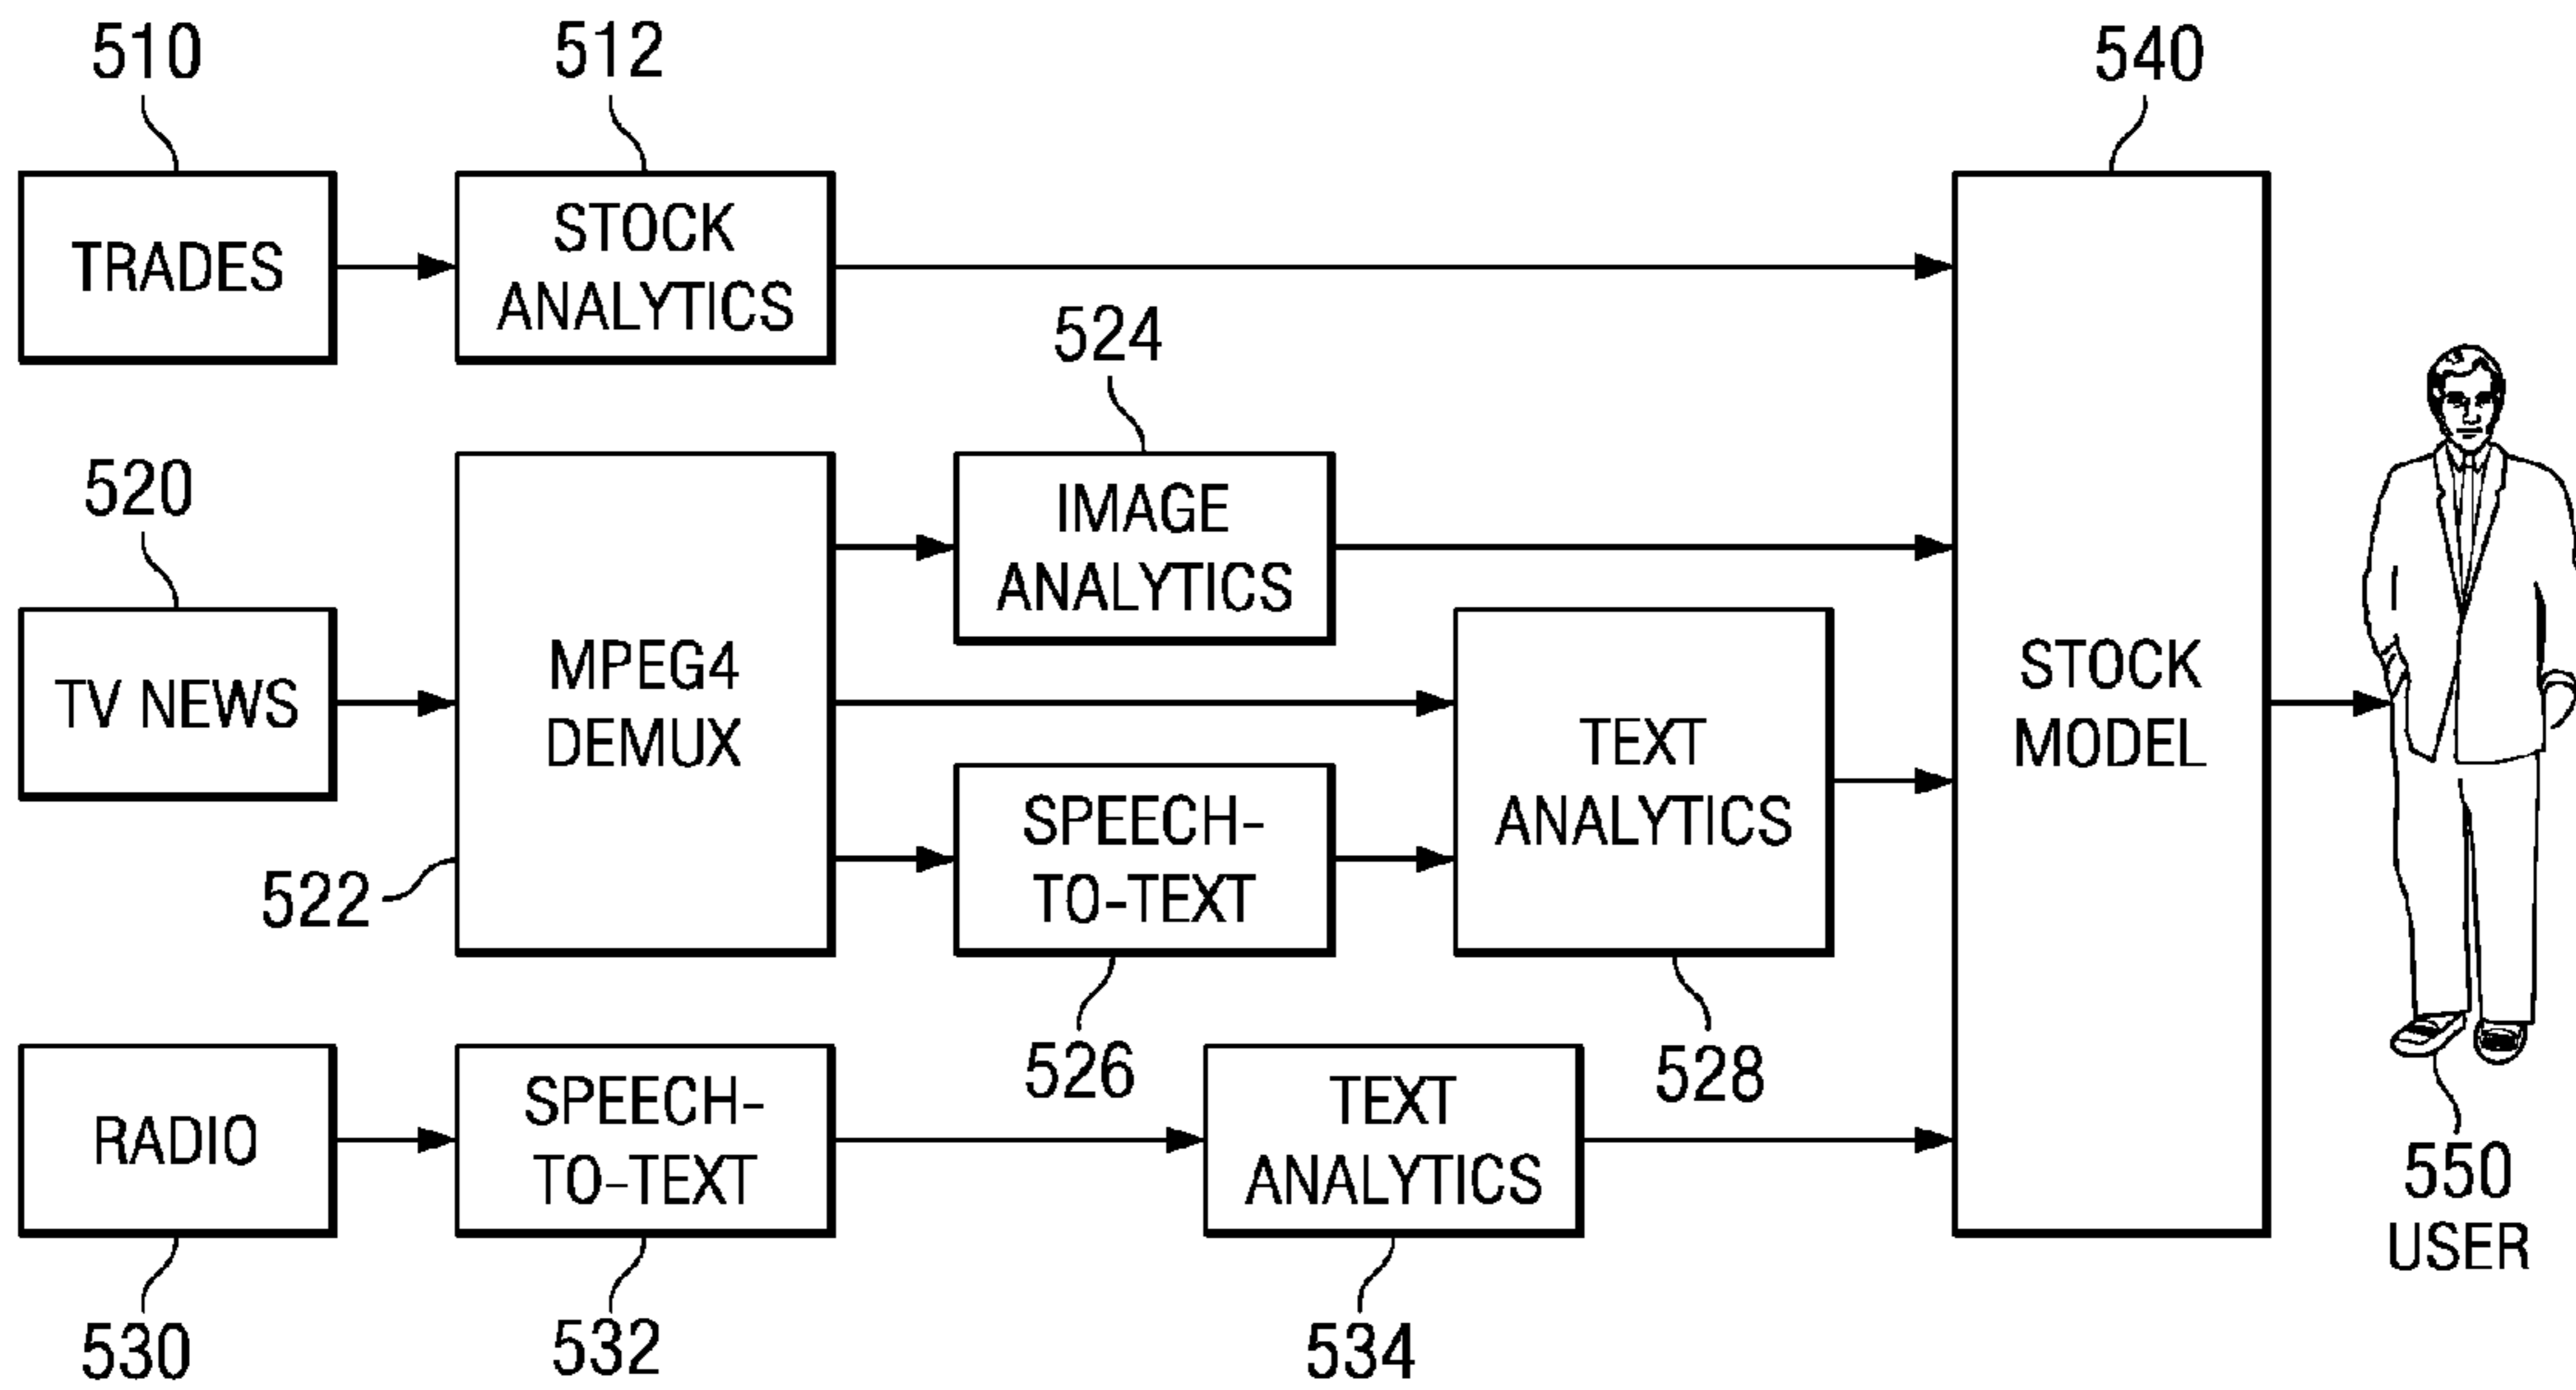 510
512
540
TRADES
STOCK
ANALYTICS
524
520
IMAGE
ANALYTICS
TV NEWS
MPEG4
DEMUX
522
SPEECH-
TO-TEXT
526
TEXT
ANALYTICS
528
STOCK
MODEL
RADIO
530
SPEECH-
TO-TEXT
532
TEXT
ANALYTICS
534
550
USER